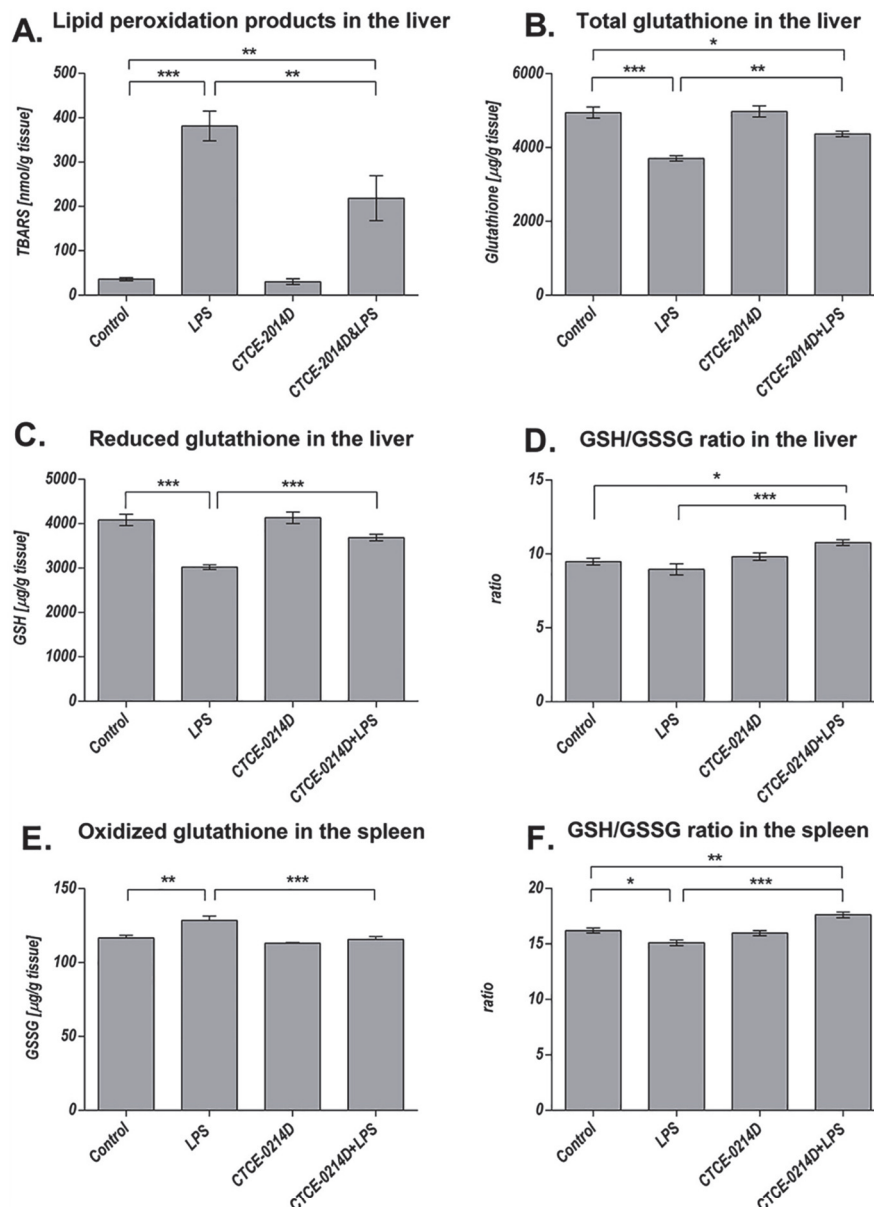 A. Lipid peroxidation products in the liver
**
***
**
TBARS [nmol/g tissue]
500
400
300
200
100
0
Control
LPS
CTCE-2014D
CTCE-2014D&LPS
B. Total glutathione in the liver
*
***
**
Glutathione [µg/g tissue]
6000
4000
2000
0
Control
LPS
CTCE-2014D
CTCE-2014D+LPS
C. Reduced glutathione in the liver
***
***
GSH [µg/g tissue]
5000
4000
3000
2000
1000
0
Control
LPS
CTCE-0214D
CTCE-0214D+LPS
D. GSH/GSSG ratio in the liver
*
***
ratio
15
10
5
0
Control
LPS
CTCE-0214D
CTCE-0214D+LPS
E. Oxidized glutathione in the spleen
**
***
GSSG [µg/g tissue]
150
100
50
0
Control
LPS
CTCE-0214D
CTCE-0214D+LPS
F. GSH/GSSG ratio in the spleen
**
*
***
ratio
20
15
10
5
0
Control
LPS
CTCE-0214D
CTCE-0214D+LPS